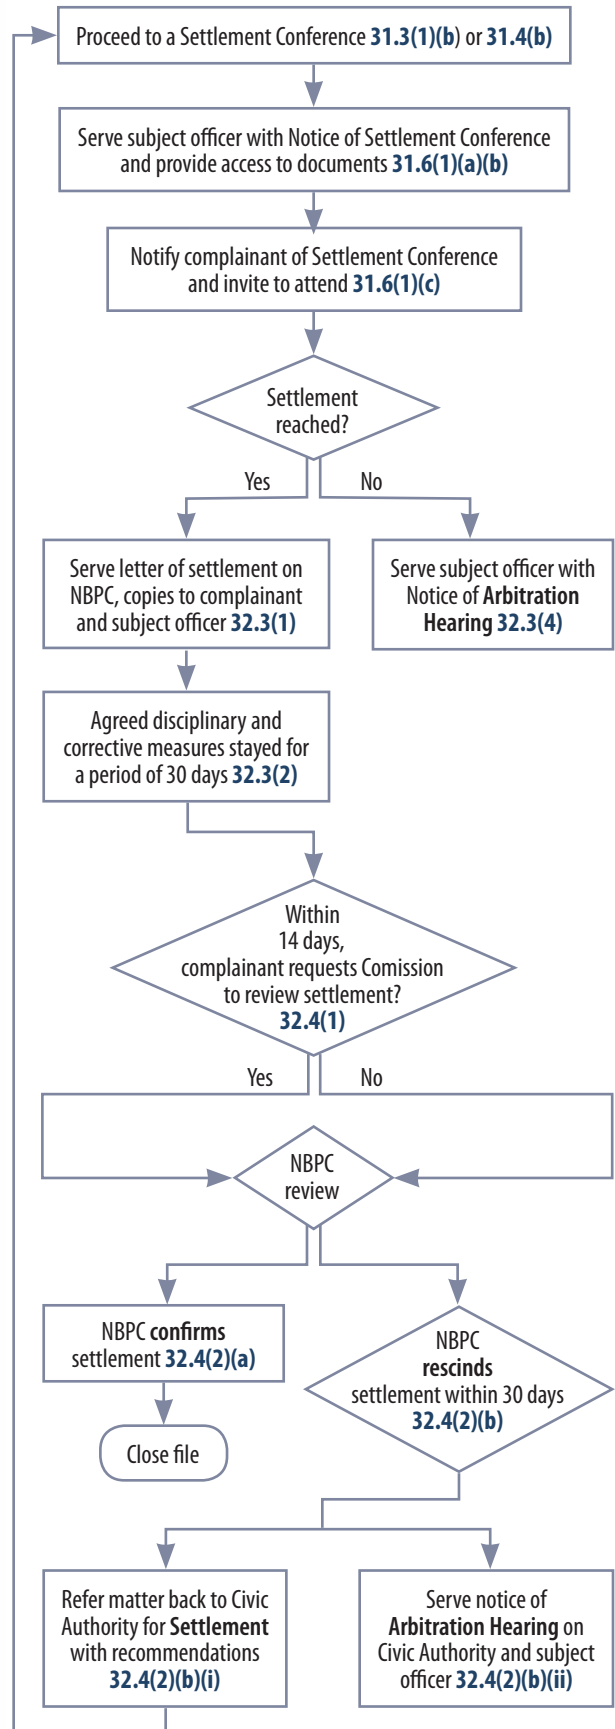 Proceed to a Settlement Conference 31.3(1)(b) or 31.4(b)
Serve subject officer with Notice of Settlement Conference
and provide access to documents 31.6(1)(a)(b)
Notify complainant of Settlement Conference
and invite to attend 31.6(1)(c)
Settlement
reached?
Yes
No
Serve letter of settlement on
NBPC, copies to complainant
and subject officer 32.3(1)
Serve subject officer with
Notice of Arbitration
Hearing 32.3(4)
Agreed disciplinary and
corrective measures stayed for
a period of 30 days 32.3(2)
Within
14 days,
complainant requests Comission
to review settlement?
32.4(1)
Yes
No
NBPC
review
NBPC confirms
settlement 32.4(2)(a)
NBPC
rescinds
settlement within 30 days
32.4(2)(b)
Close file
Refer matter back to Civic
Authority for Settlement
with recommendations
32.4(2)(b)(i)
Serve notice of
Arbitration Hearing on
Civic Authority and subject
officer 32.4(2)(b)(ii)